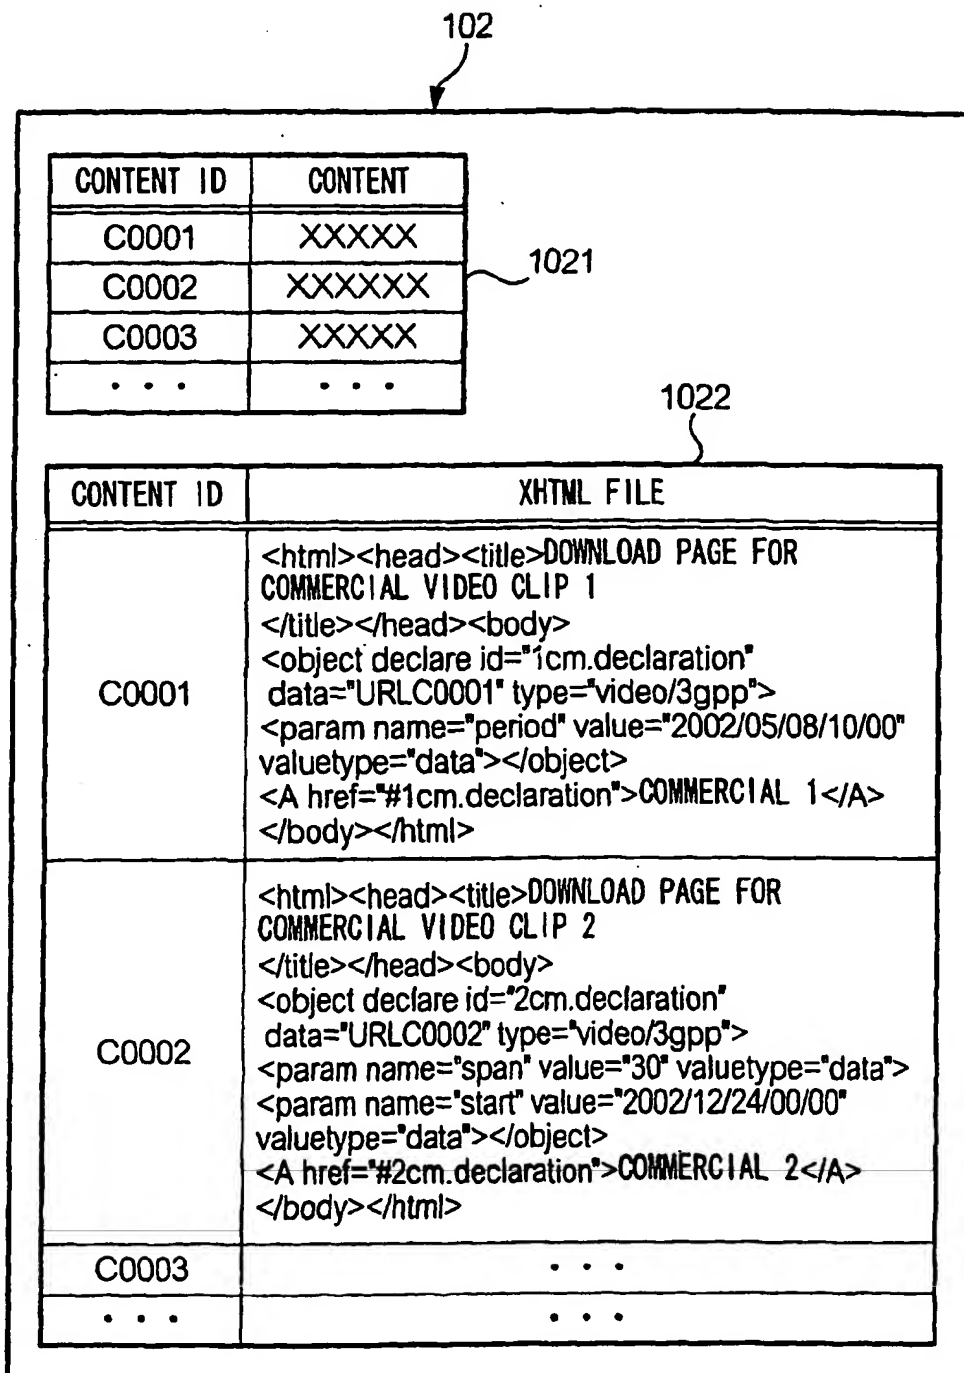 102
CONTENT ID CONTENT
C0001 XXXXX
C0002 XXXXXX
C0003 XXXXX
· · · · · ·
1021
1022
CONTENT ID XHTML FILE
C0001
<html><head><title>DOWNLOAD PAGE FOR
COMMERCIAL VIDEO CLIP 1
</title></head><body>
<object declare id="1cm.declaration"
data="URLC0001" type="video/3gpp">
<param name="period" value="2002/05/08/10/00"
valuetype="data"></object>
<A href="#1cm.declaration">COMMERCIAL 1</A>
</body></html>
C0002
<html><head><title>DOWNLOAD PAGE FOR
COMMERCIAL VIDEO CLIP 2
</title></head><body>
<object declare id="2cm.declaration"
data="URLC0002" type="video/3gpp">
<param name="span" value="30" valuetype="data">
<param name="start" value="2002/12/24/00/00"
valuetype="data"></object>
<A href="#2cm.declaration">COMMERCIAL 2</A>
</body></html>
C0003 · · ·
· · · · · ·